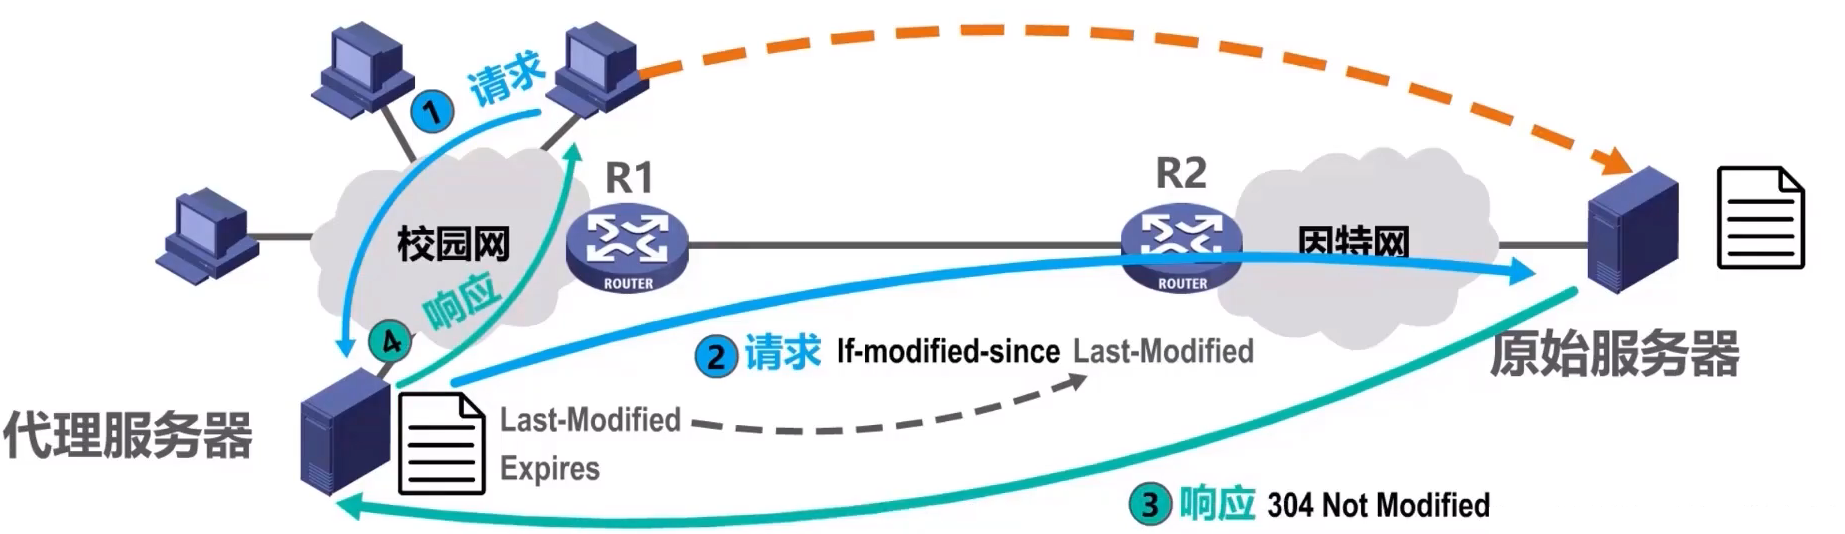 1 请求
R1
R2
校园网
ROUTER
ROUTER
因特网
4 响应
2 请求 If-modified-since Last-Modified
原始服务器
代理服务器
Last-Modified
Expires
3 响应 304 Not Modified